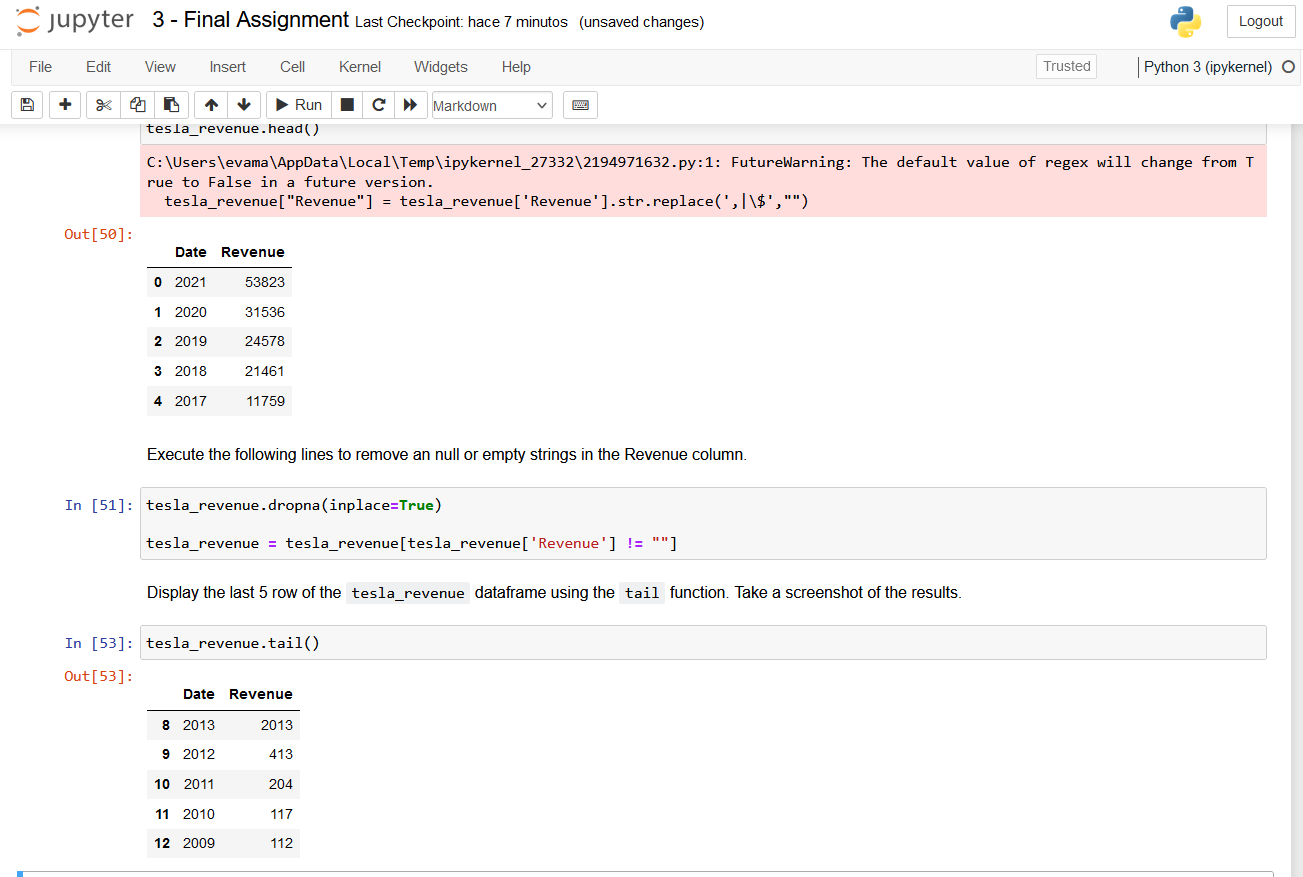 jupyter 3 - Final Assignment Last Checkpoint: hace 7 minutos (unsaved changes) Logout
File Edit View Insert Cell Kernel Widgets Help Trusted Python 3 (ipykernel)
Run Markdown
tesla_revenue.head()
C:\Users\evama\AppData\Local\Temp\ipykernel_27332\2194971632.py:1: FutureWarning: The default value of regex will change from T
rue to False in a future version.
tesla_revenue["Revenue"] = tesla_revenue['Revenue'].str.replace(',|\$',"")
Out[50]:
Date Revenue
0 2021 53823
1 2020 31536
2 2019 24578
3 2018 21461
4 2017 11759
Execute the following lines to remove an null or empty strings in the Revenue column.
In [51]: tesla_revenue.dropna(inplace=True)
tesla_revenue = tesla_revenue[tesla_revenue['Revenue'] != ""]
Display the last 5 row of the tesla_revenue dataframe using the tail function. Take a screenshot of the results.
In [53]: tesla_revenue.tail()
Out[53]:
Date Revenue
8 2013 2013
9 2012 413
10 2011 204
11 2010 117
12 2009 112